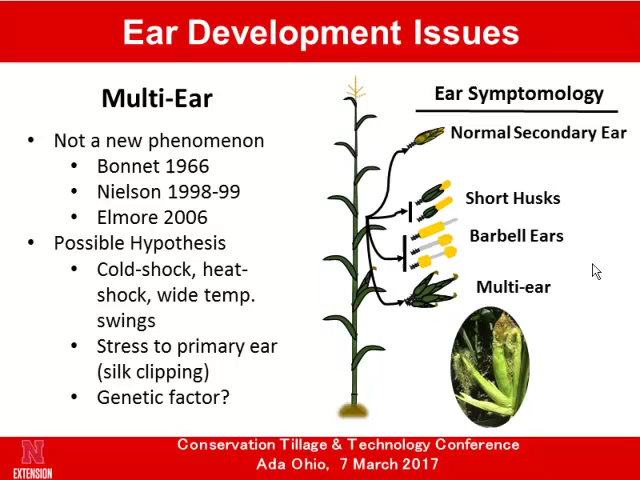 Ear Development Issues
Multi-Ear
• Not a new phenomenon
• Bonnet 1966
• Nielson 1998-99
• Elmore 2006
• Possible Hypothesis
• Cold-shock, heat-
shock, wide temp.
swings
• Stress to primary ear
(silk clipping)
• Genetic factor?
Ear Symptomology
Normal Secondary Ear
Short Husks
Barbell Ears
Multi-ear
N
EXTENSION
Conservation Tillage & Technology Conference
Ada Ohio, 7 March 2017